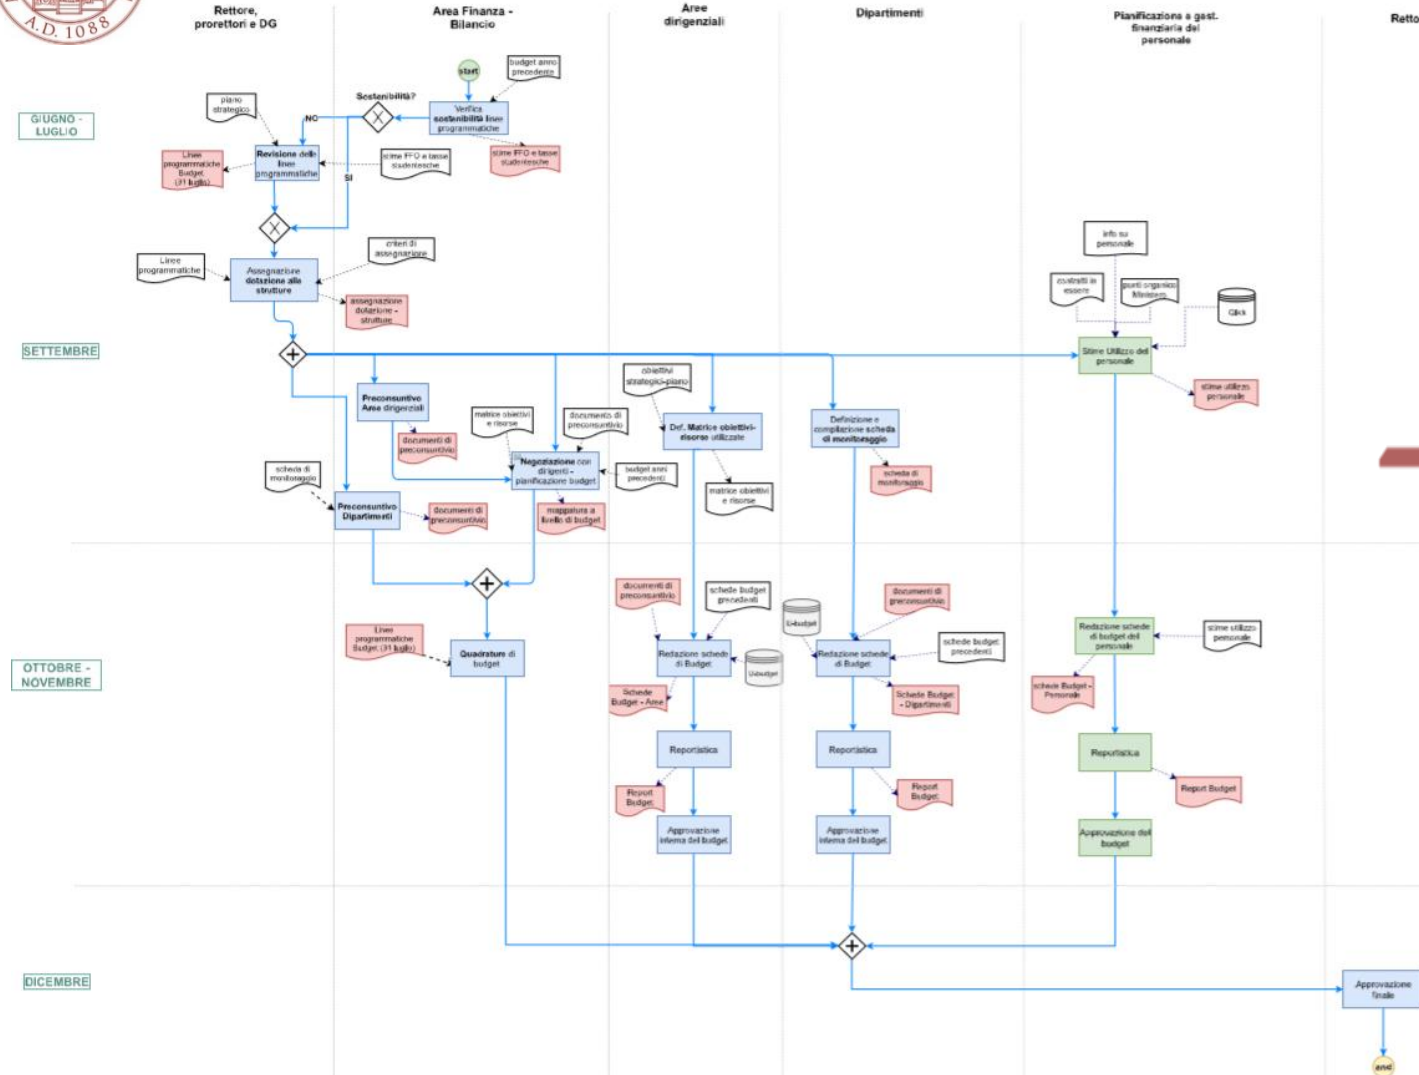 A.D. 1088
Rettore,
prorettori e DG
Area Finanza -
Bilancio
Aree
dirigenziali
Dipartimenti
Pianificazione e gest.
finanziaria del
personale
Retto
GIUGNO -
LUGLIO
start
budget anno
precedente
Sostenibilità?
Verifica
sostenibilità linee
programmatiche
piano
strategico
NO
SI
Linee
programmatiche
Budget
(31 luglio)
Revisione delle
linee
programmatiche
stime FFO e tasse
studentesche
stime FFO e tasse
studentesche
Linee
programmatiche
criteri di
assegnazione
Assegnazione
dotazione alle
strutture
assegnazione
dotazione -
strutture
info su
personale
contratti in
essere
punti organico
Ministero
Stime Utilizzo del
personale
stime utilizzo
personale
SETTEMBRE
Preconsuntivo
Aree dirigenziali
documenti di
preconsuntivo
matrice obiettivi
e risorse
documento di
preconsuntivo
Negoziazione con
dirigenti -
pianificazione budget
budget anni
precedenti
mappatura a
livello di budget
obiettivi
strategici-piano
Def. Matrice obiettivi-
risorse utilizzate
matrice obiettivi
e risorse
Definizione e
compilazione scheda
di monitoraggio
scheda di
monitoraggio
scheda di
monitoraggio
Preconsuntivo
Dipartimenti
documenti di
preconsuntivo
OTTOBRE -
NOVEMBRE
Linee
programmatiche
Budget (31 luglio)
Quadrature di
budget
documenti di
preconsuntivo
schede budget
precedenti
Redazione schede
di Budget
U-budget
Schede
Budget - Aree
Reportistica
Report
Budget
Approvazione
interna del budget
U-budget
documenti di
preconsuntivo
schede budget
precedenti
Redazione schede
di Budget
Schede Budget
- Dipartimenti
Reportistica
Report
Budget
Approvazione
interna del budget
Redazione schede
di budget del
personale
stime utilizzo
personale
schede Budget -
Personale
Reportistica
Report Budget
Approvazione del
budget
DICEMBRE
Approvazione
finale
end